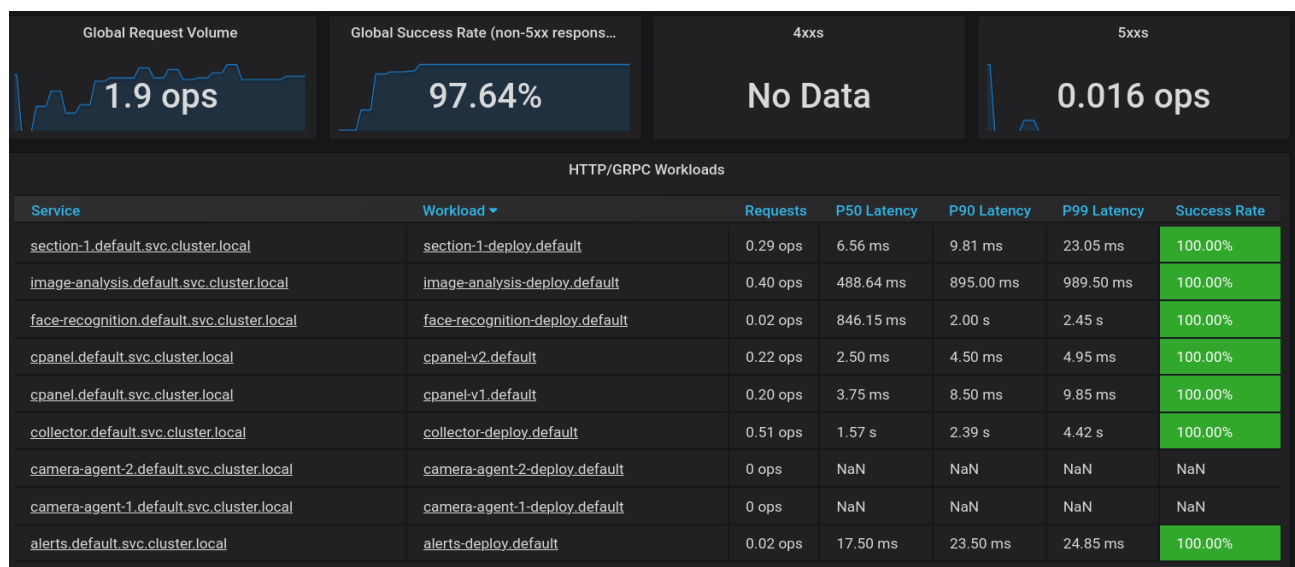 Global Request Volume
Global Success Rate (non-5xx respons...
4xxs
5xxs
1.9 ops
97.64%
No Data
0.016 ops
HTTP/GRPC Workloads
Service Workload Requests P50 Latency P90 Latency P99 Latency Success Rate
section-1.default.svc.cluster.local section-1-deploy.default 0.29 ops 6.56 ms 9.81 ms 23.05 ms 100.00%
image-analysis.default.svc.cluster.local image-analysis-deploy.default 0.40 ops 488.64 ms 895.00 ms 989.50 ms 100.00%
face-recognition.default.svc.cluster.local face-recognition-deploy.default 0.02 ops 846.15 ms 2.00 s 2.45 s 100.00%
cpanel.default.svc.cluster.local cpanel-v2.default 0.22 ops 2.50 ms 4.50 ms 4.95 ms 100.00%
cpanel.default.svc.cluster.local cpanel-v1.default 0.20 ops 3.75 ms 8.50 ms 9.85 ms 100.00%
collector.default.svc.cluster.local collector-deploy.default 0.51 ops 1.57 s 2.39 s 4.42 s 100.00%
camera-agent-2.default.svc.cluster.local camera-agent-2-deploy.default 0 ops NaN NaN NaN NaN
camera-agent-1.default.svc.cluster.local camera-agent-1-deploy.default 0 ops NaN NaN NaN NaN
alerts.default.svc.cluster.local alerts-deploy.default 0.02 ops 17.50 ms 23.50 ms 24.85 ms 100.00%